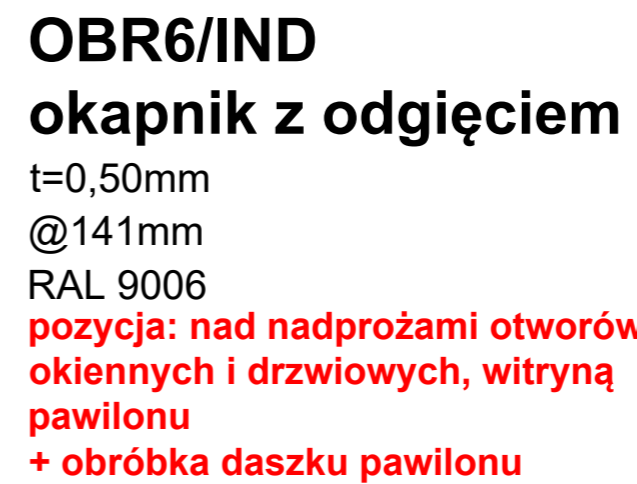 OBR6/IND
okapnik z odgięciem
t=0,50mm
@141mm
RAL 9006
pozycja: nad nadprożami otworów
okiennych i drzwiowych, witryną
pawilonu
+ obróbka daszku pawilonu